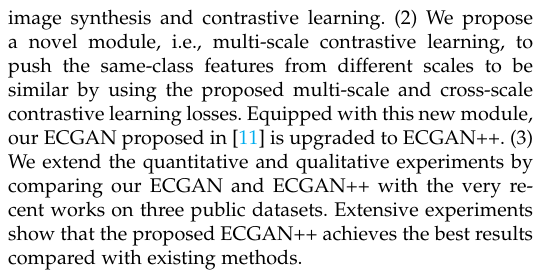 image synthesis and contrastive learning. (2) We propose
a novel module, i.e., multi-scale contrastive learning, to
push the same-class features from different scales to be
similar by using the proposed multi-scale and cross-scale
contrastive learning losses. Equipped with this new module,
our ECGAN proposed in [11] is upgraded to ECGAN++. (3)
We extend the quantitative and qualitative experiments by
comparing our ECGAN and ECGAN++ with the very re-
cent works on three public datasets. Extensive experiments
show that the proposed ECGAN++ achieves the best results
compared with existing methods.